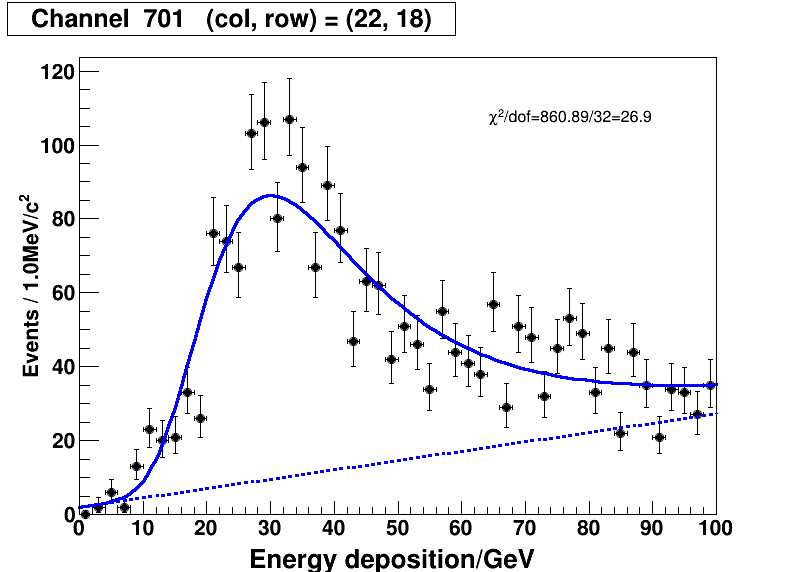 Channel 701 (col, row) = (22, 18)
χ²/dof=860.89/32=26.9
Events / 1.0MeV/c²
120
100
80
60
40
20
0
0 10 20 30 40 50 60 70 80 90 100
Energy deposition/GeV